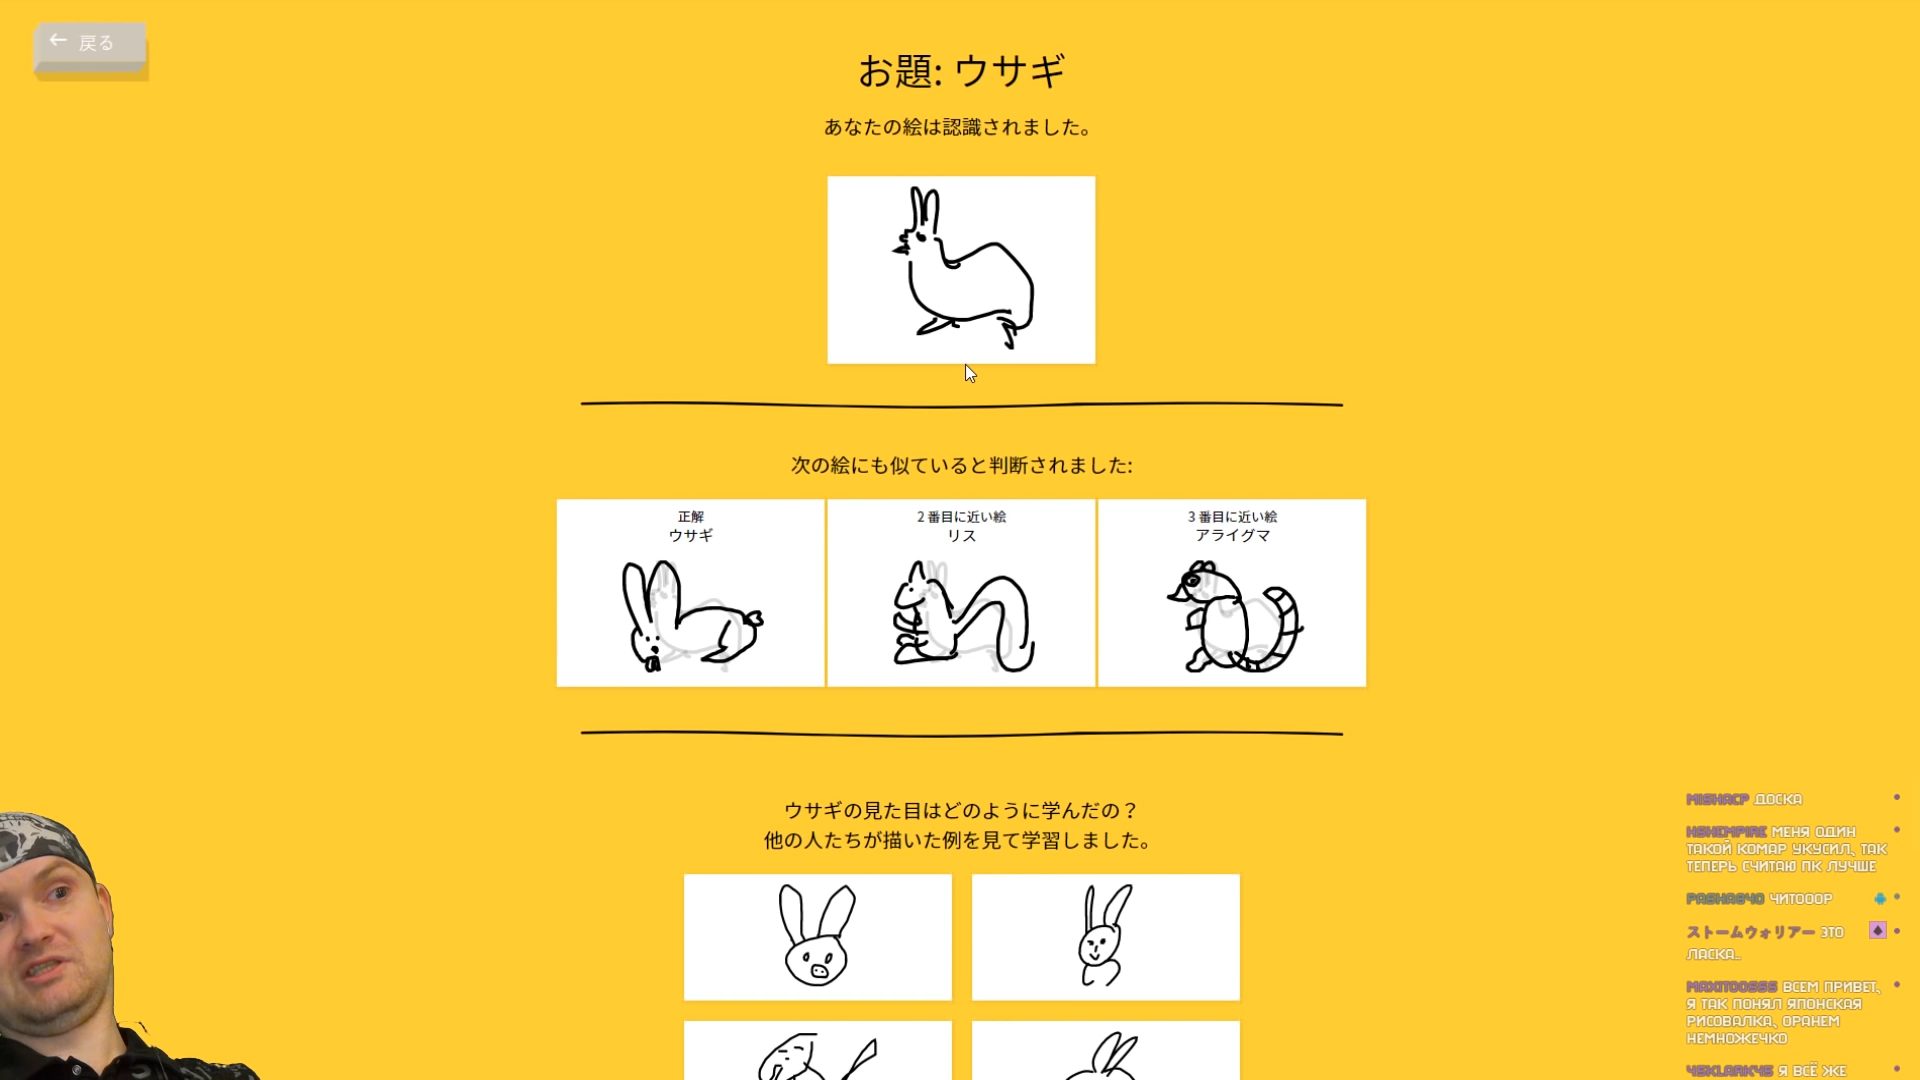 ← 戻る
お題: ウサギ
あなたの絵は認識されました。
次の絵にも似ていると判断されました:
正解
ウサギ
2 番目に近い絵
リス
3 番目に近い絵
アライグマ
ウサギの見た目はどのように学んだの？
他の人たちが描いた例を見て学習しました。
MISHACP ДОСКА
МЕНЯ ОДИН
ТАКОЙ КОМАР УКУСИЛ, ТАК
ТЕПЕРЬ СЧИТАЮ ПК ЛУЧШЕ
PASHA840 ЧИТОООР
ストームウォリアー ЭТО
ЛАСКА..
ВСЕМ ПРИВЕТ,
Я ТАК ПОНЯЛ ЯПОНСКАЯ
РИСОВАЛКА, ОРАНЕМ
НЕМНОЖЕЧКО
Я ВСЁ ЖЕ